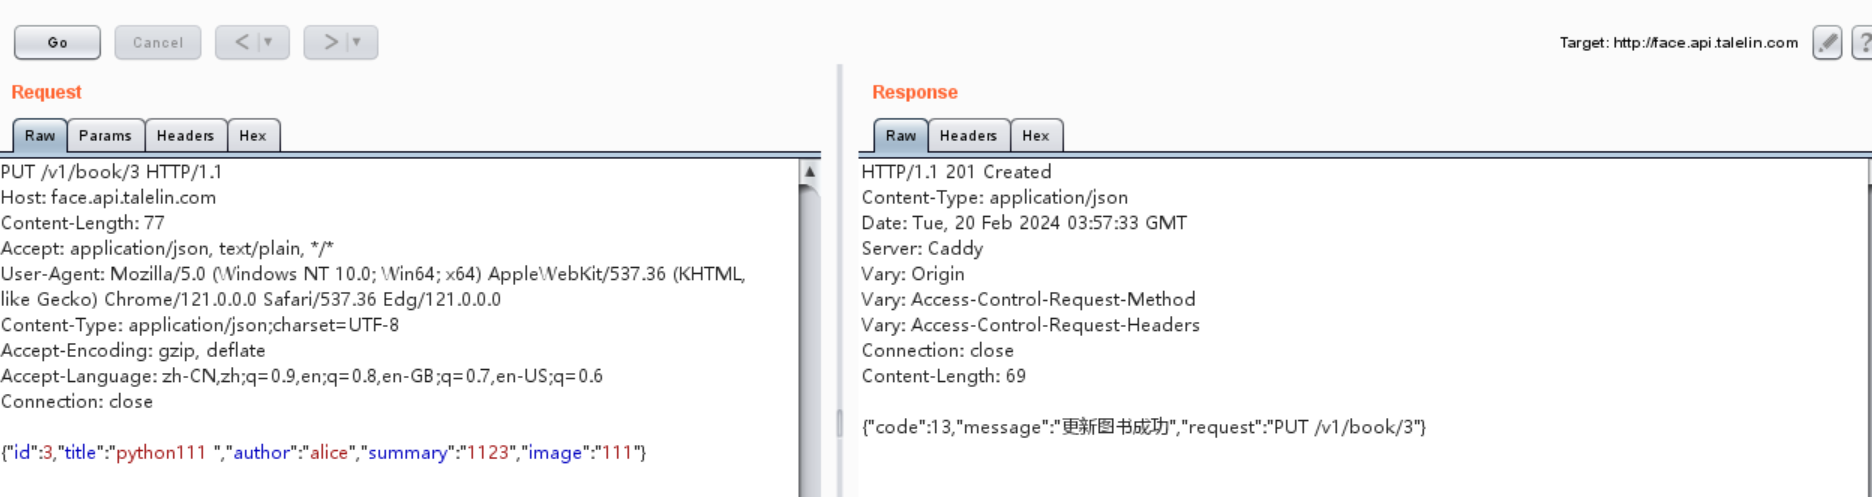 Go Cancel < > Target: http://face.api.talelin.com ?
Request
Raw Params Headers Hex
PUT /v1/book/3 HTTP/1.1
Host: face.api.talelin.com
Content-Length: 77
Accept: application/json, text/plain, */*
User-Agent: Mozilla/5.0 (Windows NT 10.0; Win64; x64) AppleWebKit/537.36 (KHTML,
like Gecko) Chrome/121.0.0.0 Safari/537.36 Edg/121.0.0.0
Content-Type: application/json;charset=UTF-8
Accept-Encoding: gzip, deflate
Accept-Language: zh-CN,zh;q=0.9,en;q=0.8,en-GB;q=0.7,en-US;q=0.6
Connection: close
{"id":3,"title":"python111 ","author":"alice","summary":"1123","image":"111"}
Response
Raw Headers Hex
HTTP/1.1 201 Created
Content-Type: application/json
Date: Tue, 20 Feb 2024 03:57:33 GMT
Server: Caddy
Vary: Origin
Vary: Access-Control-Request-Method
Vary: Access-Control-Request-Headers
Connection: close
Content-Length: 69
{"code":13,"message":"更新图书成功","request":"PUT /v1/book/3"}